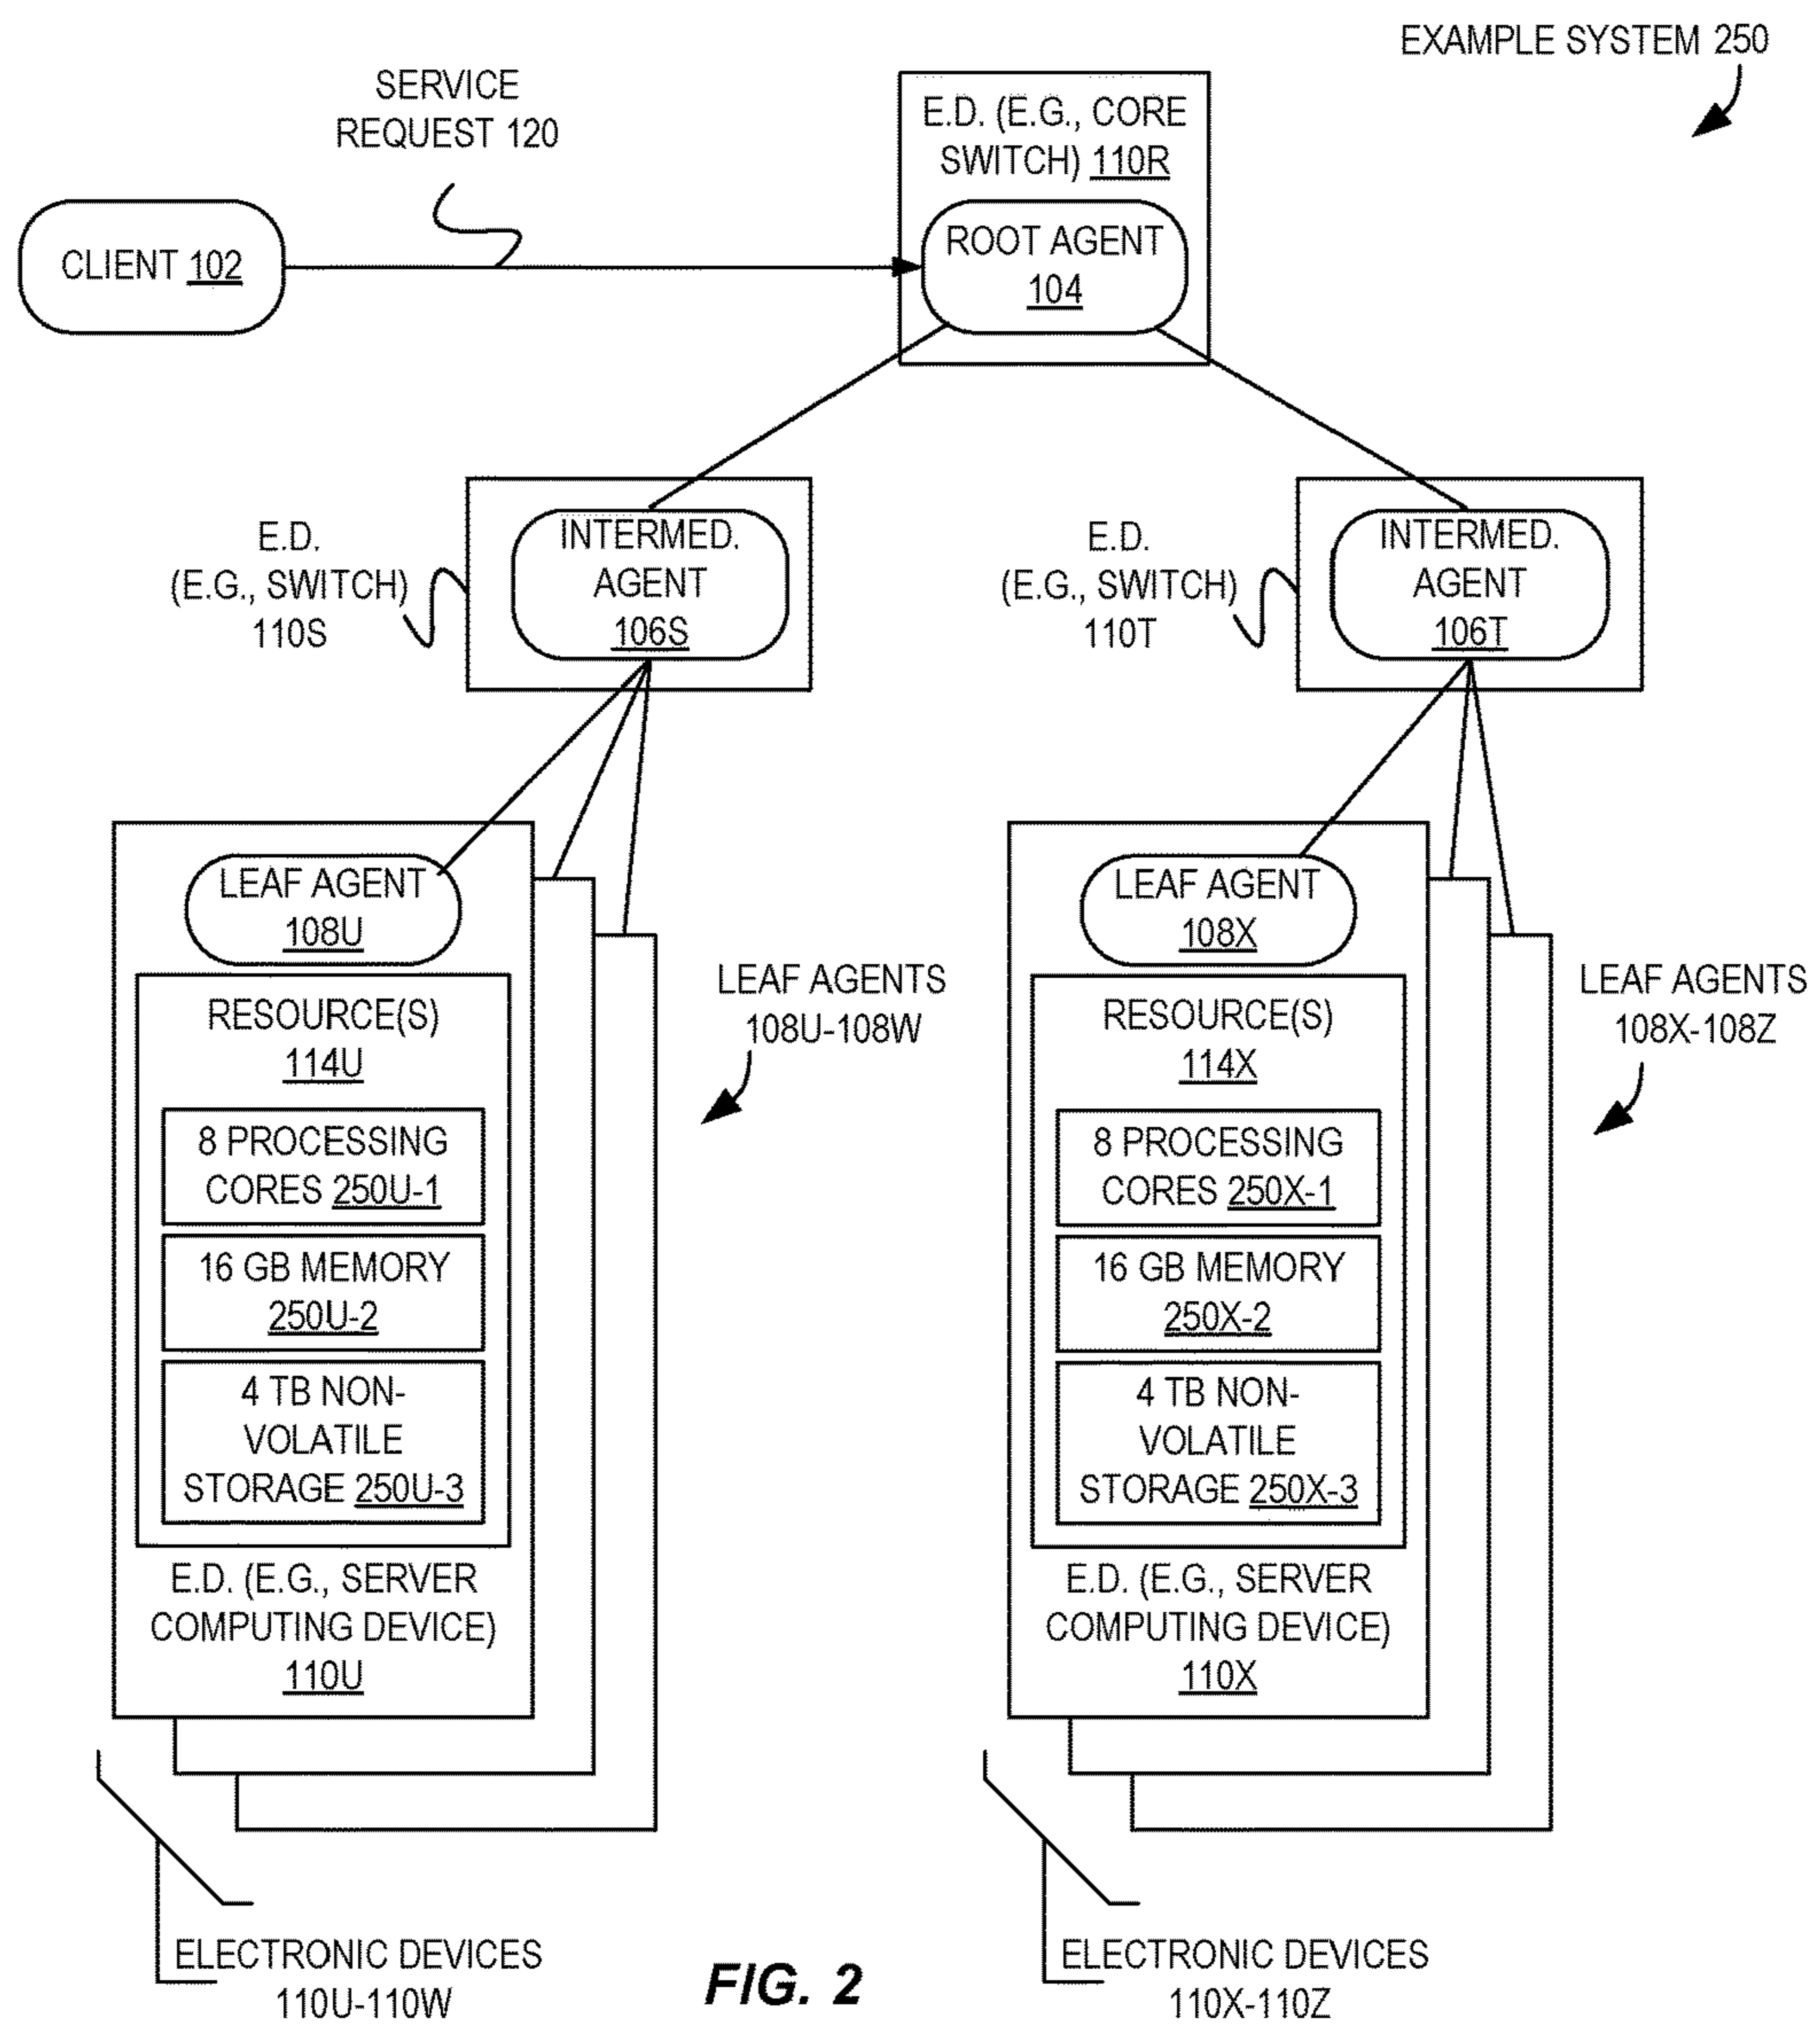 EXAMPLE SYSTEM 250
SERVICE
REQUEST 120
E.D. (E.G., CORE
SWITCH) 110R
CLIENT 102
ROOT AGENT
104
E.D.
(E.G., SWITCH)
110S
INTERMED.
AGENT
106S
E.D.
(E.G., SWITCH)
110T
INTERMED.
AGENT
106T
LEAF AGENT
108U
RESOURCE(S)
114U
8 PROCESSING
CORES 250U-1
16 GB MEMORY
250U-2
4 TB NON-
VOLATILE
STORAGE 250U-3
E.D. (E.G., SERVER
COMPUTING DEVICE)
110U
LEAF AGENTS
108U-108W
LEAF AGENT
108X
RESOURCE(S)
114X
8 PROCESSING
CORES 250X-1
16 GB MEMORY
250X-2
4 TB NON-
VOLATILE
STORAGE 250X-3
E.D. (E.G., SERVER
COMPUTING DEVICE)
110X
LEAF AGENTS
108X-108Z
ELECTRONIC DEVICES
110U-110W
FIG. 2
ELECTRONIC DEVICES
110X-110Z